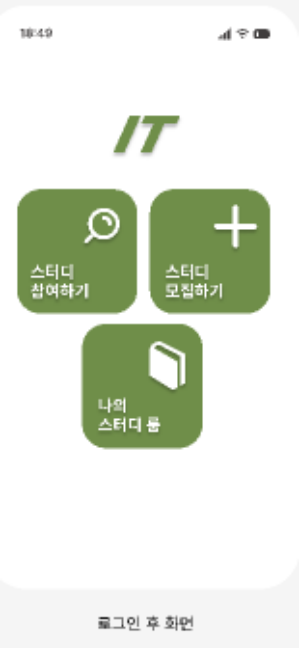 18:49
IT
스터디
참여하기
스터디
모집하기
나의
스터디 룸
로그인 후 화면